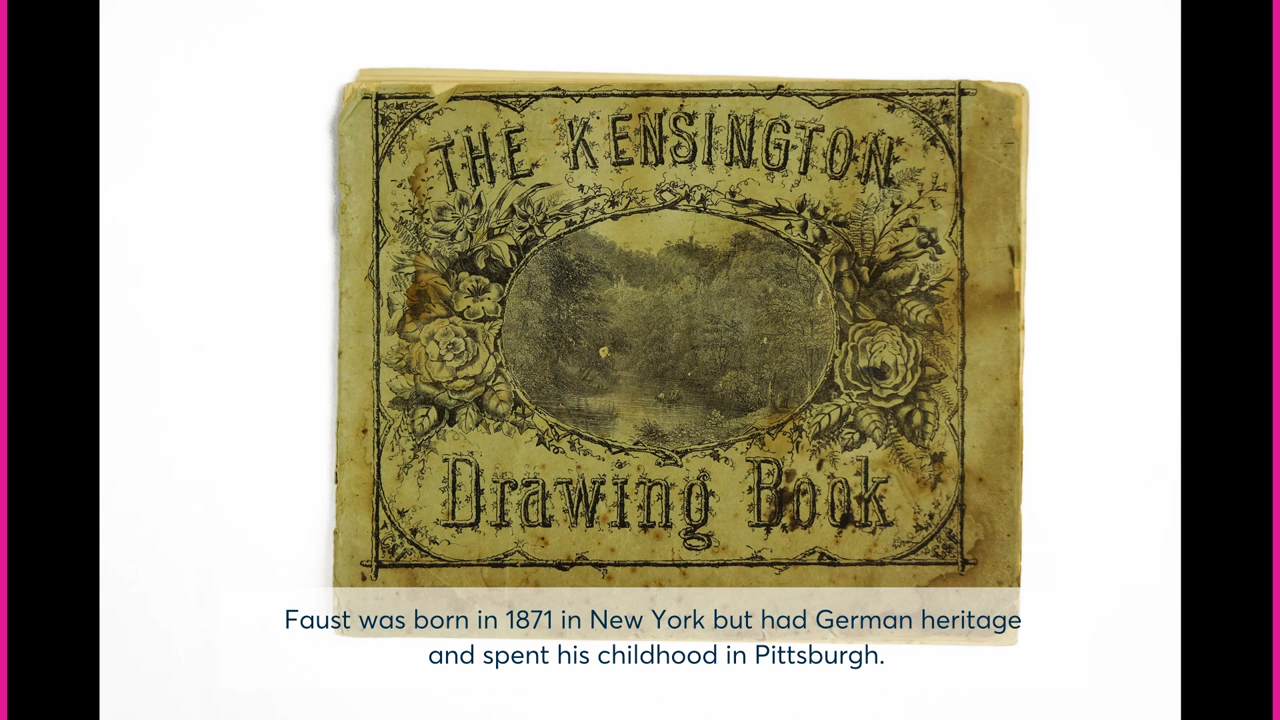 THE KENSINGTON
Drawing Book
Faust was born in 1871 in New York but had German heritage
and spent his childhood in Pittsburgh.